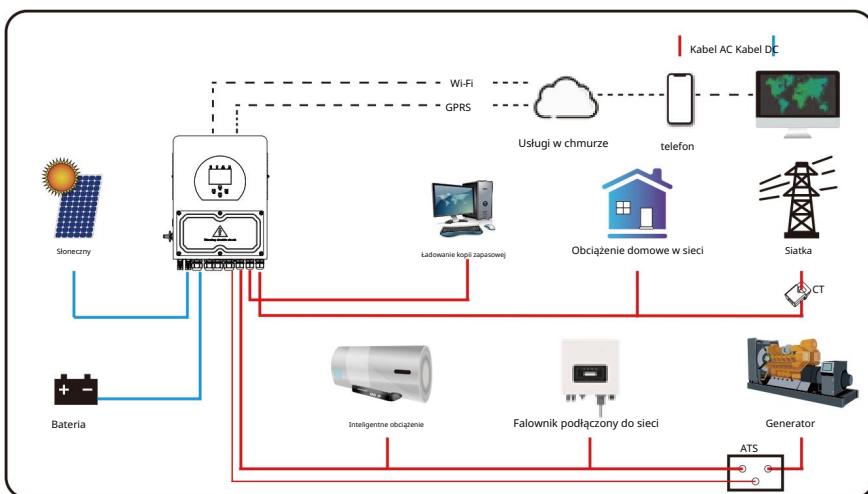 Kabel AC Kabel DC
Wi-Fi
GPRS
Usługi w chmurze
telefon
Słoneczny
Ładowanie kopii zapasowej
Obciążenie domowe w sieci
Siatka
CT
Bateria
Inteligentne obciążenie
Falownik podłączony do sieci
Generator
ATS